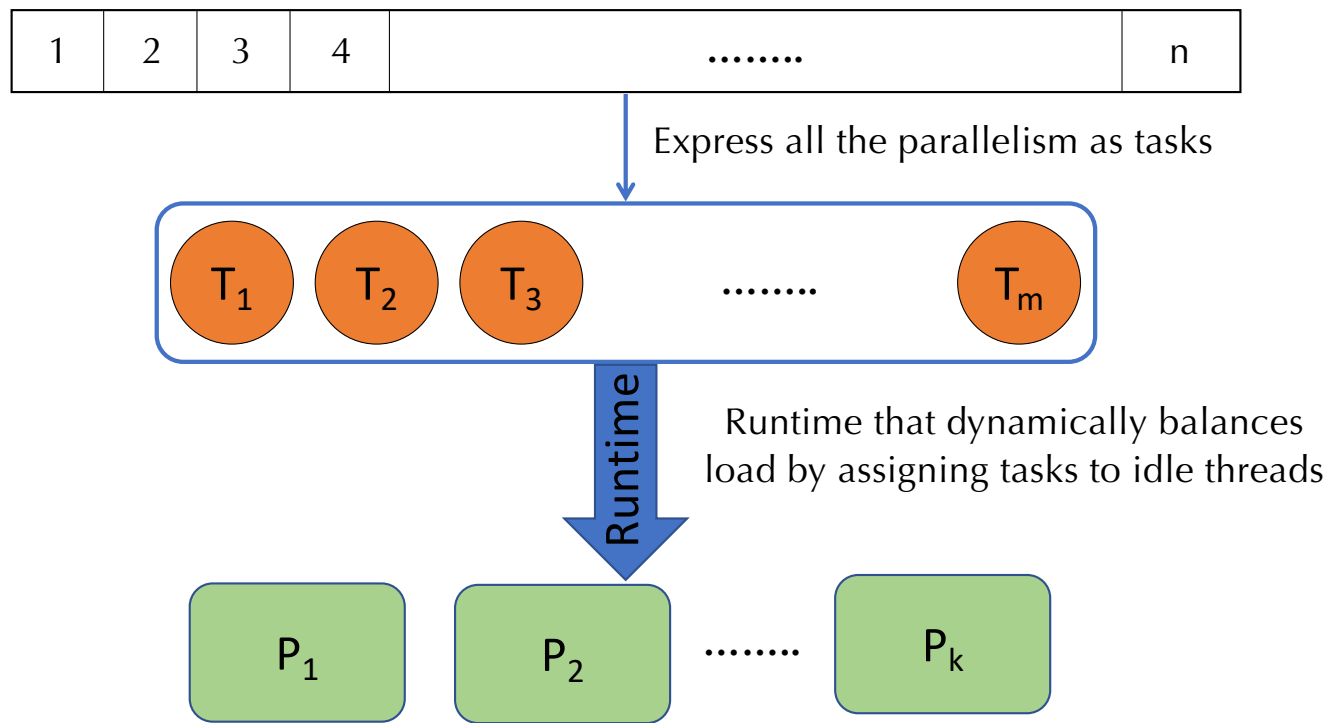 1 2 3 4 ........ n
Express all the parallelism as tasks
T₁ T₂ T₃ ........ Tₘ
Runtime
Runtime that dynamically balances
load by assigning tasks to idle threads
P₁ P₂ ........ Pₖ